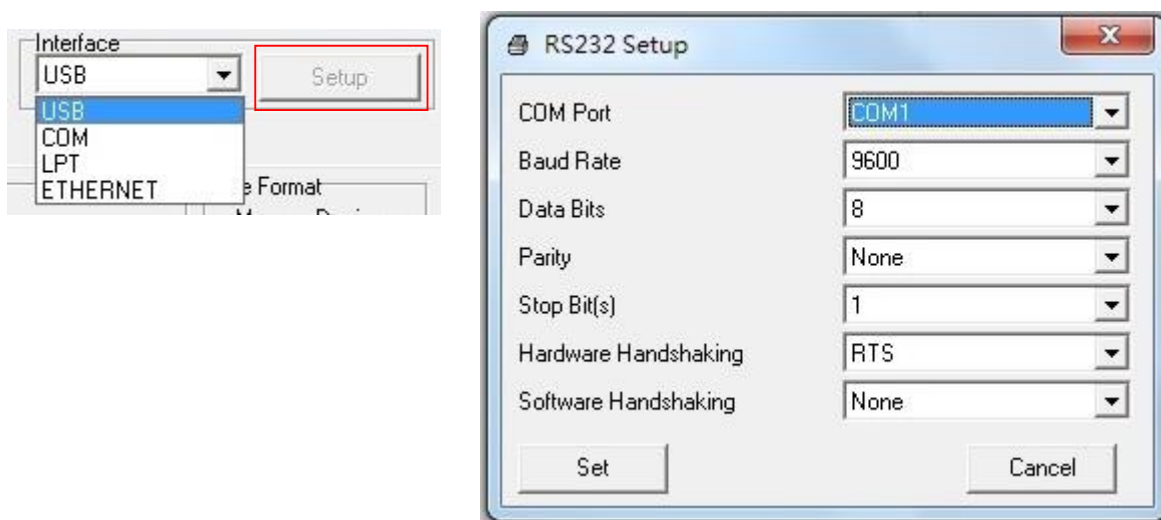 Interface
USB
Setup
USB
COM
LPT
ETHERNET
Format
RS232 Setup
COM Port COM1
Baud Rate 9600
Data Bits 8
Parity None
Stop Bit(s) 1
Hardware Handshaking RTS
Software Handshaking None
Set Cancel